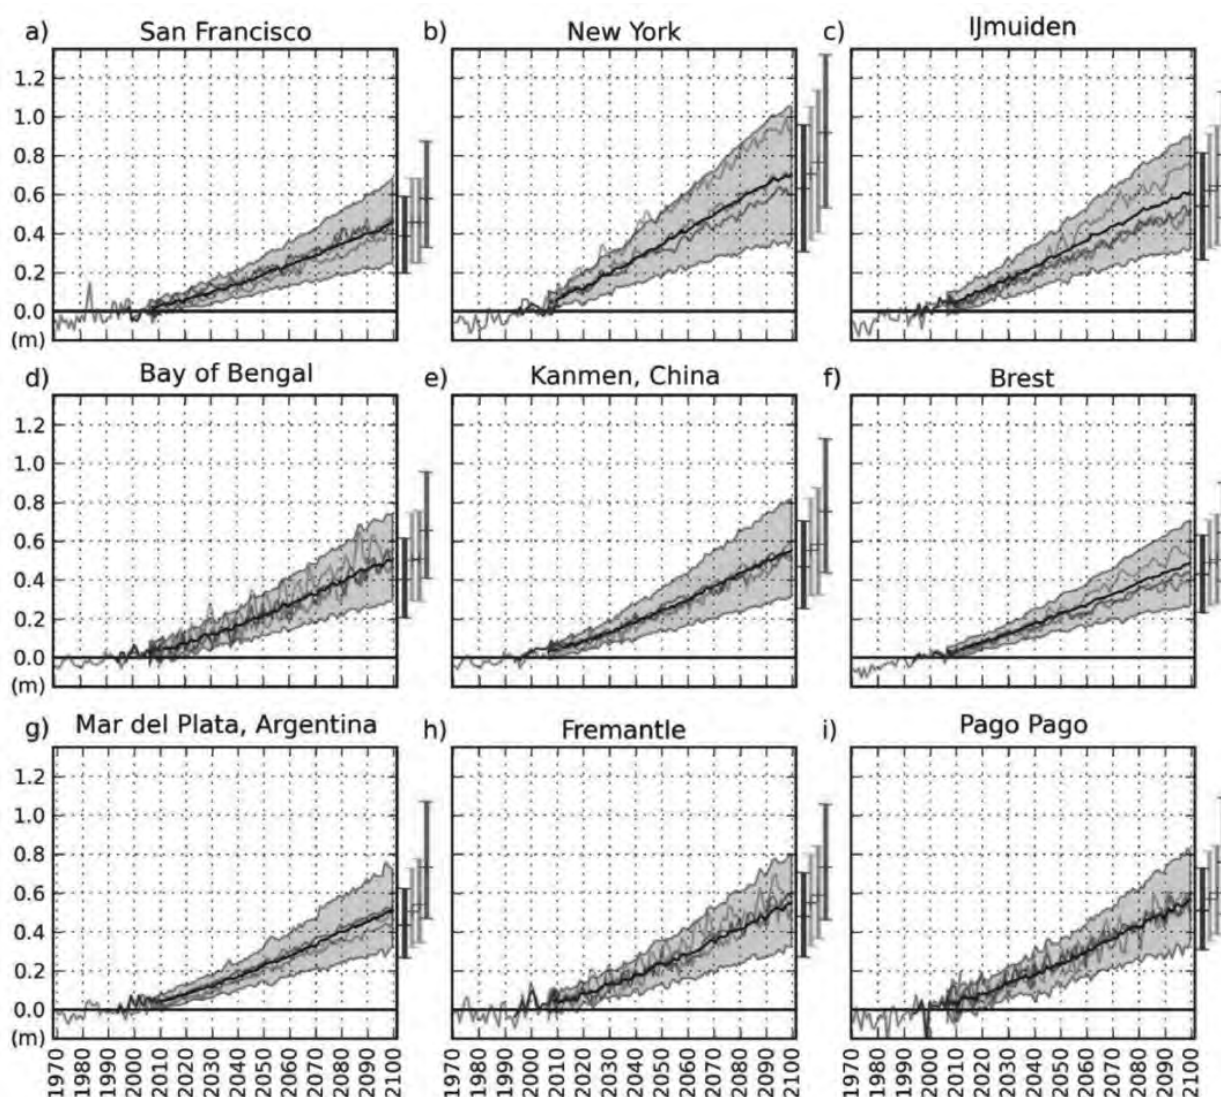 a) San Francisco
1.2
1.0
0.8
0.6
0.4
0.2
0.0
(m)
b) New York
c) IJmuiden
d) Bay of Bengal
1.2
1.0
0.8
0.6
0.4
0.2
0.0
(m)
e) Kanmen, China
f) Brest
g) Mar del Plata, Argentina
1.2
1.0
0.8
0.6
0.4
0.2
0.0
(m)
h) Fremantle
i) Pago Pago
1970 1980 1990 2000 2010 2020 2030 2040 2050 2060 2070 2080 2090 2100
1970 1980 1990 2000 2010 2020 2030 2040 2050 2060 2070 2080 2090 2100
1970 1980 1990 2000 2010 2020 2030 2040 2050 2060 2070 2080 2090 2100